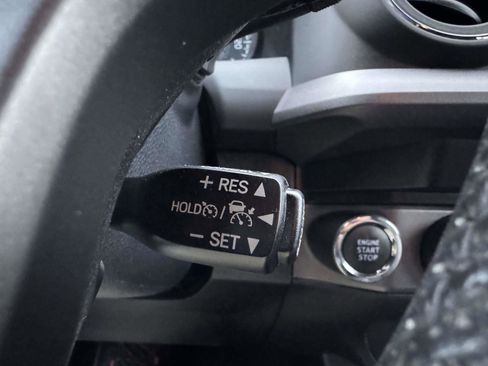 + RES ▲
HOLD / ◀
− SET ▼
ENGINE
START
STOP